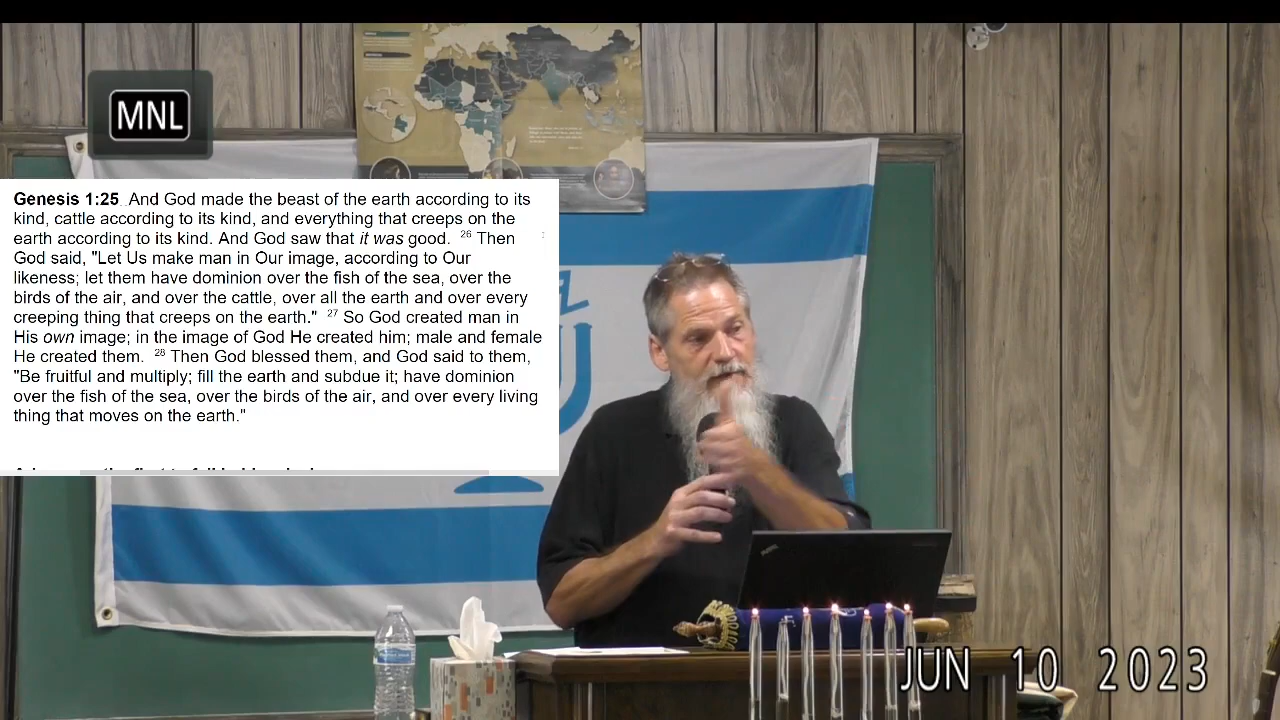 MNL
Genesis 1:25 And God made the beast of the earth according to its
kind, cattle according to its kind, and everything that creeps on the
earth according to its kind. And God saw that it was good. 26 Then
God said, "Let Us make man in Our image, according to Our
likeness; let them have dominion over the fish of the sea, over the
birds of the air, and over the cattle, over all the earth and over every
creeping thing that creeps on the earth." 27 So God created man in
His own image; in the image of God He created him; male and female
He created them. 28 Then God blessed them, and God said to them,
"Be fruitful and multiply; fill the earth and subdue it; have dominion
over the fish of the sea, over the birds of the air, and over every living
thing that moves on the earth."
JUN 10 2023